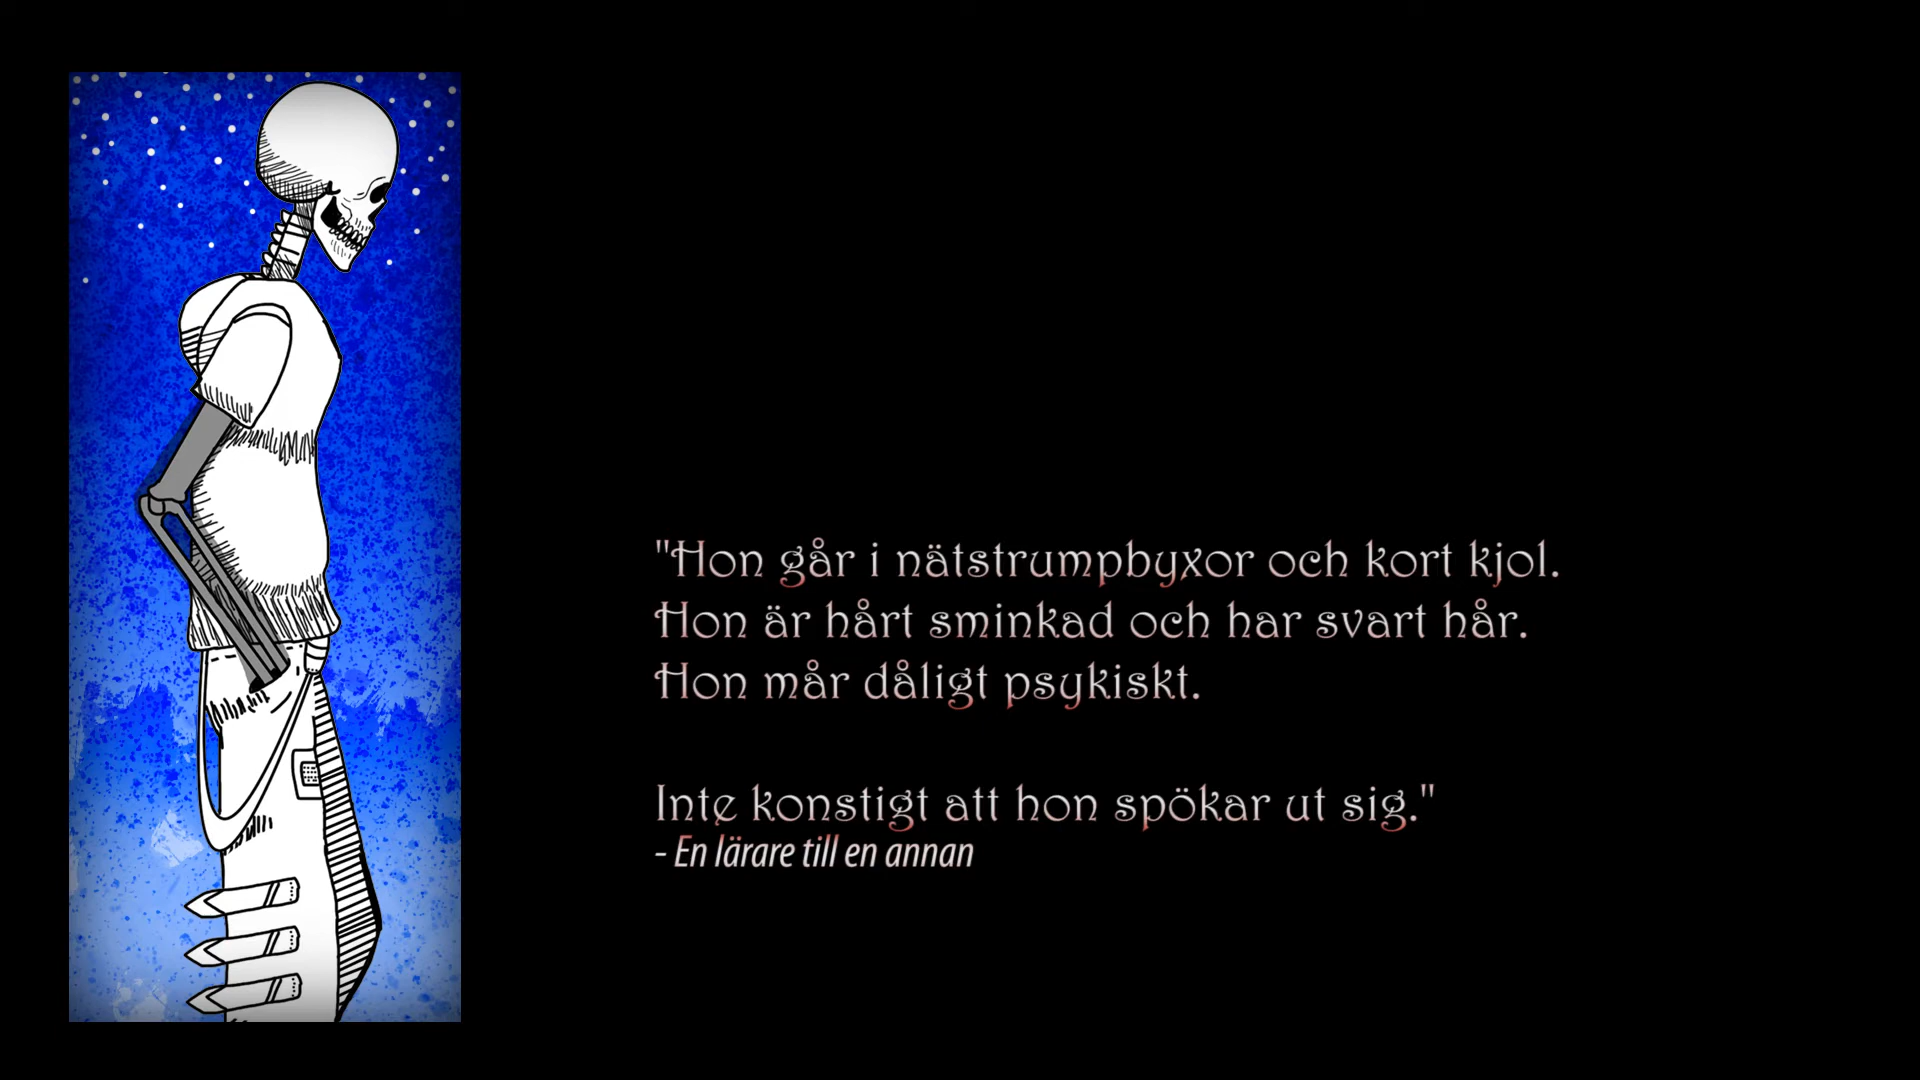 "Hon går i nätstrumpbyxor och kort kjol.
Hon är hårt sminkad och har svart hår.
Hon mår dåligt psykiskt.
Inte konstigt att hon spökar ut sig."
- En lärare till en annan